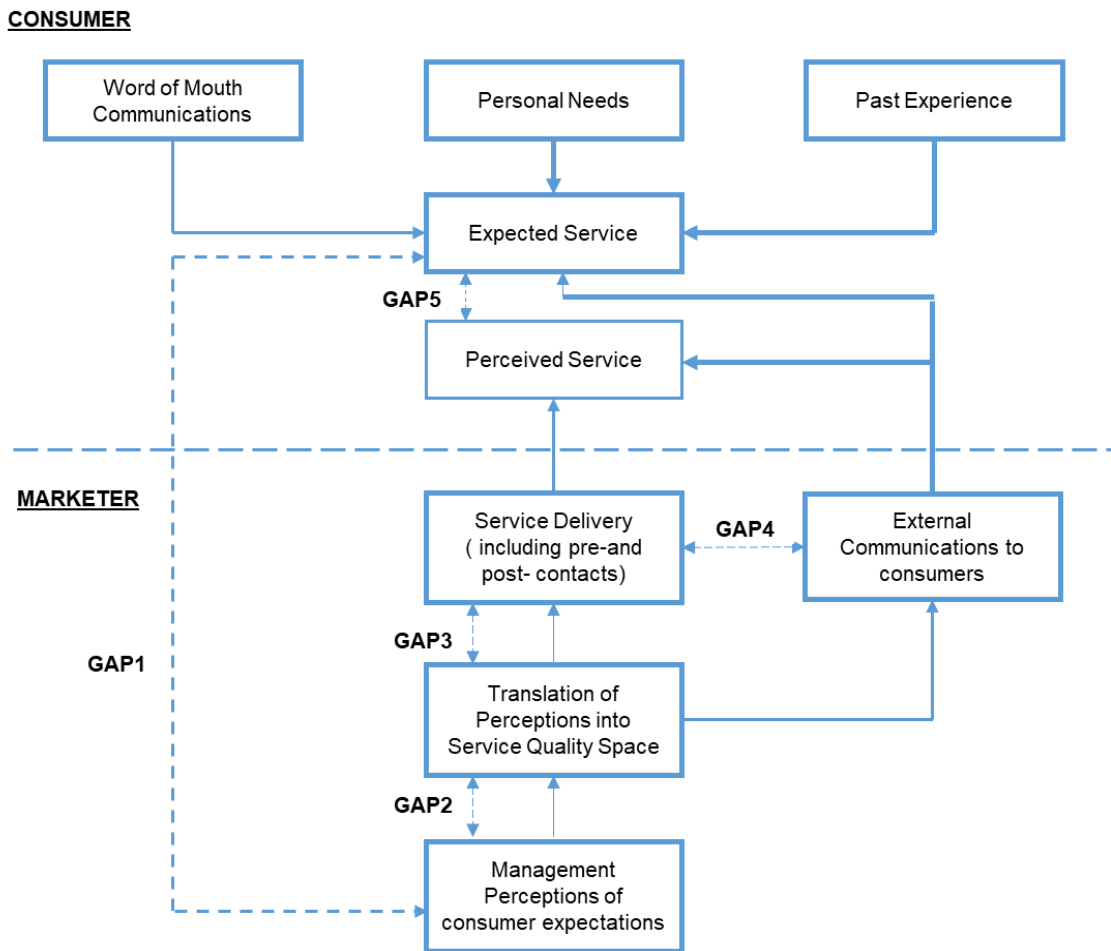 CONSUMER
Word of Mouth
Communications
Personal Needs
Past Experience
Expected Service
GAP5
Perceived Service
MARKETER
Service Delivery
( including pre-and
post- contacts)
GAP4
External
Communications to
consumers
GAP3
GAP1
Translation of
Perceptions into
Service Quality Space
GAP2
Management
Perceptions of
consumer expectations